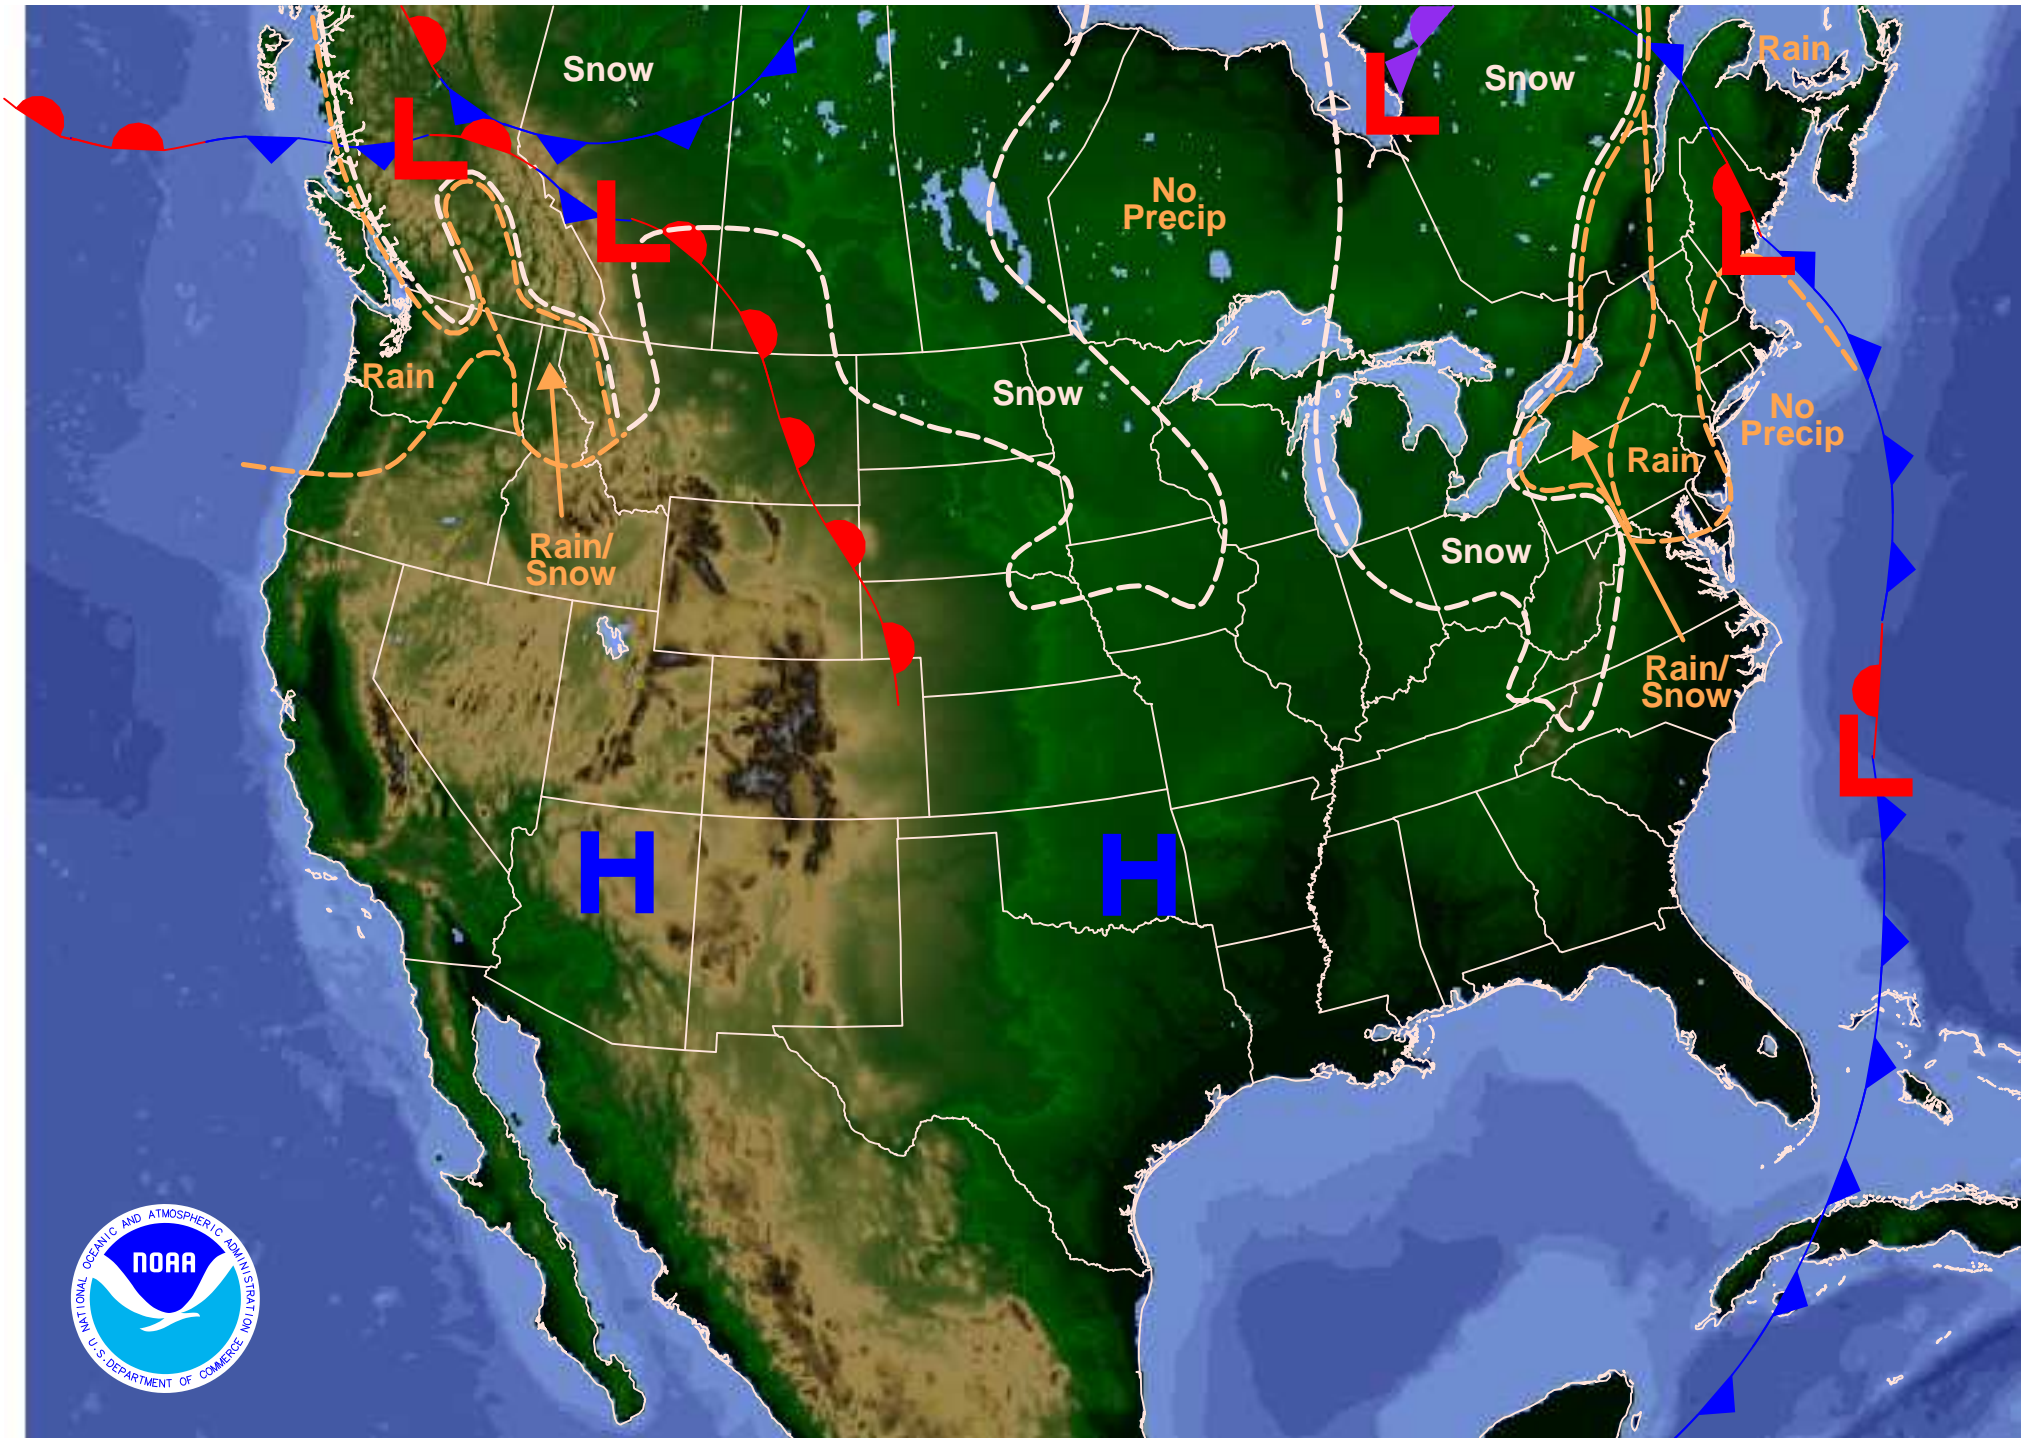 Snow
Snow
Rain
L
L
No
Precip
L
L
Rain
Snow
No
Precip
Rain
Rain/
Snow
Snow
Rain/
Snow
L
H
H
NATIONAL OCEANIC AND ATMOSPHERIC ADMINISTRATION
NOAA
U.S. DEPARTMENT OF COMMERCE